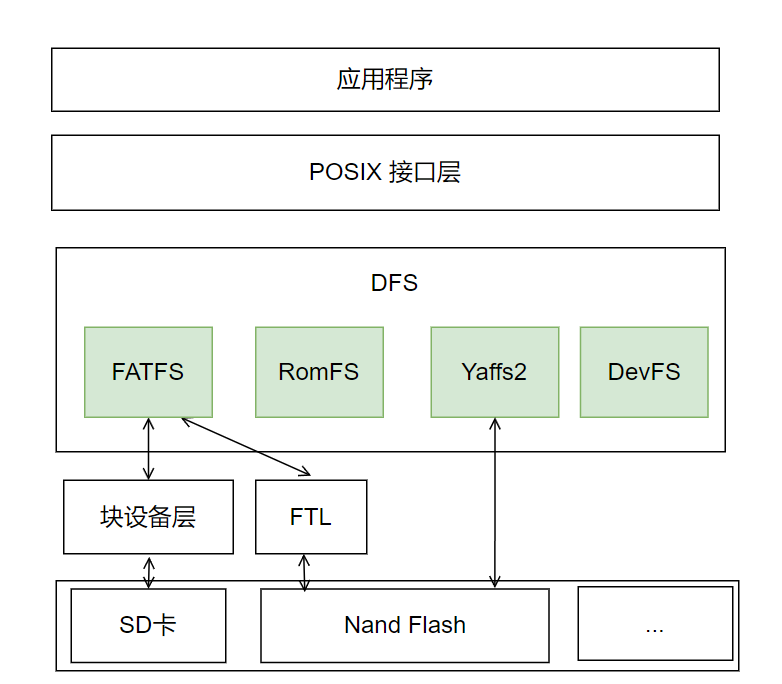 应用程序
POSIX 接口层
DFS
FATFS
RomFS
Yaffs2
DevFS
块设备层
FTL
SD卡
Nand Flash
...